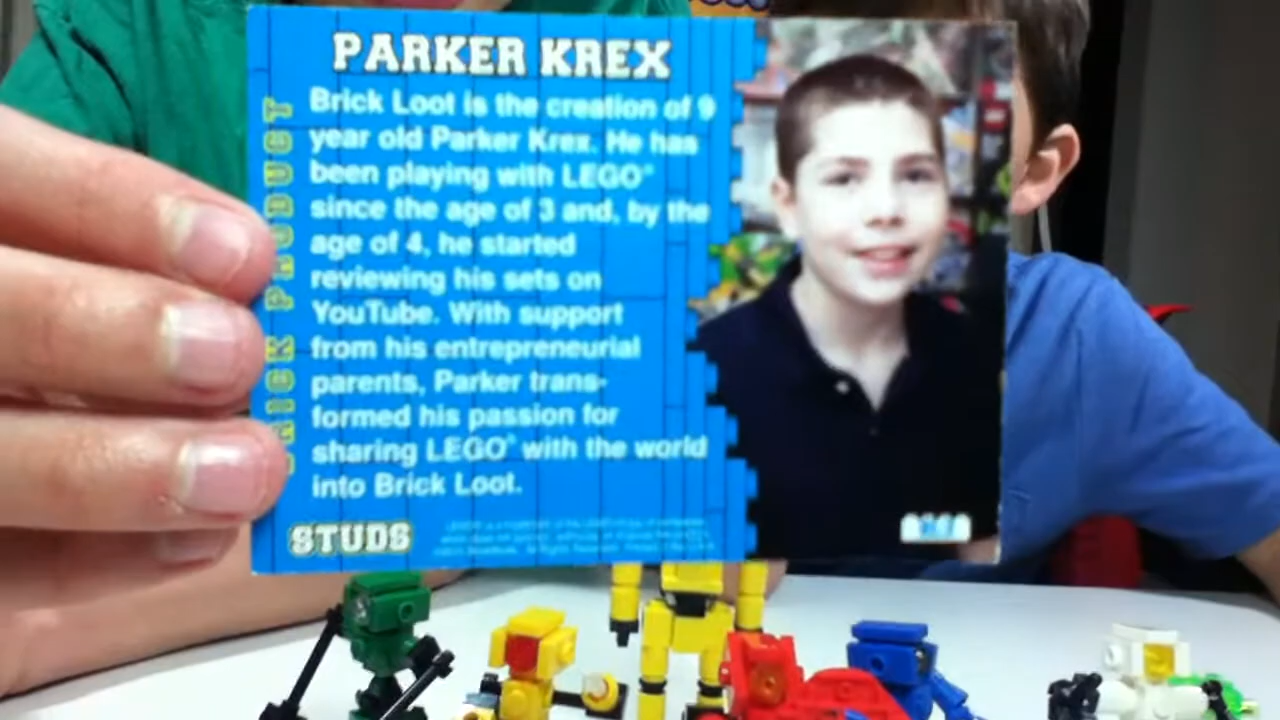 PARKER KREX
Brick Loot is the creation of 9
year old Parker Krex. He has
been playing with LEGO®
since the age of 3 and, by the
age of 4, he started
reviewing his sets on
YouTube. With support
from his entrepreneurial
parents, Parker trans-
formed his passion for
sharing LEGO® with the world
into Brick Loot.
BRICK PRODUCT
STUDS